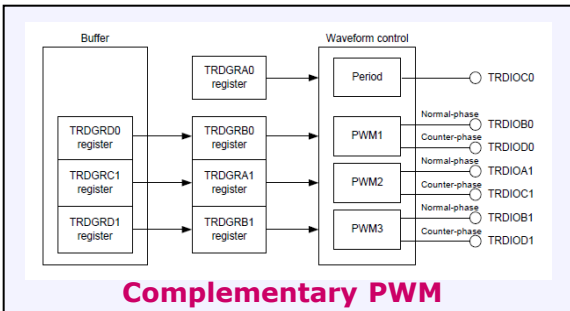 Buffer
Waveform control
TRDGRA0
register
Period
TRDIOC0
TRDGRD0
register
TRDGRB0
register
PWM1
Normal-phase
TRDIOB0
Counter-phase
TRDIOD0
TRDGRC1
register
TRDGRA1
register
PWM2
Normal-phase
TRDIOA1
Counter-phase
TRDIOC1
TRDGRD1
register
TRDGRB1
register
PWM3
Normal-phase
TRDIOB1
Counter-phase
TRDIOD1
Complementary PWM